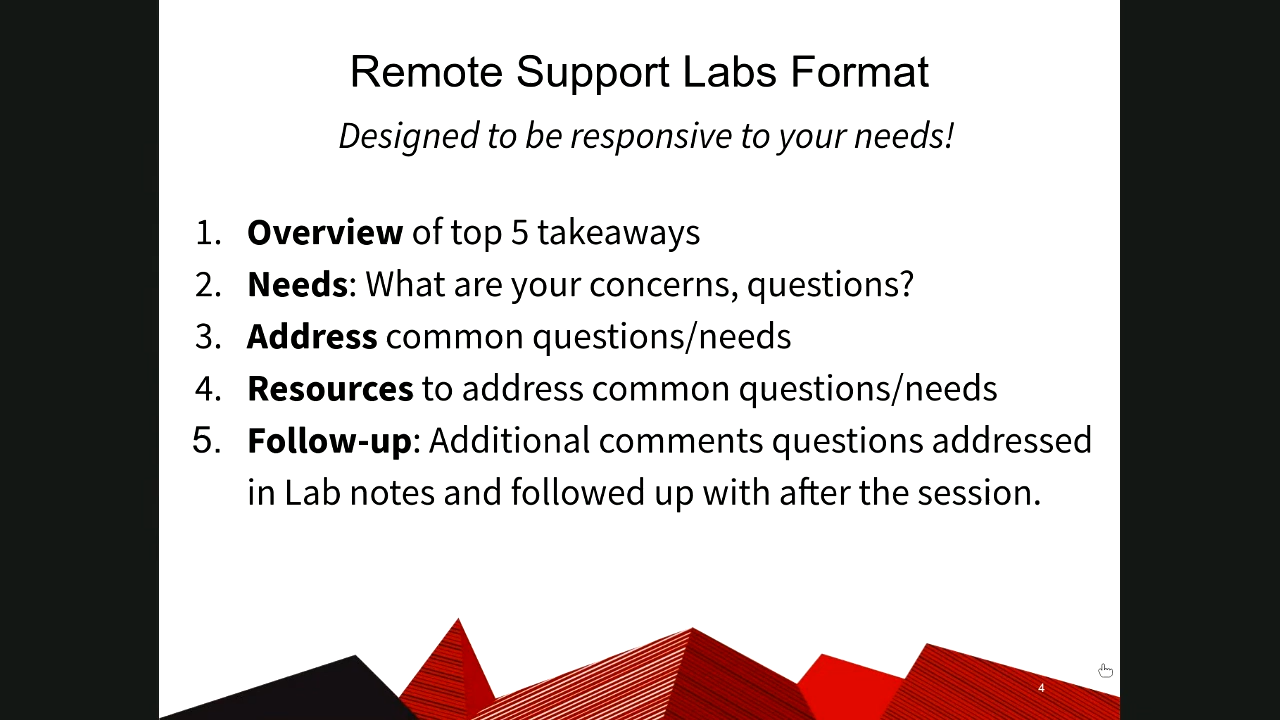 Remote Support Labs Format
Designed to be responsive to your needs!
1. Overview of top 5 takeaways
2. Needs: What are your concerns, questions?
3. Address common questions/needs
4. Resources to address common questions/needs
5. Follow-up: Additional comments questions addressed
in Lab notes and followed up with after the session.
4